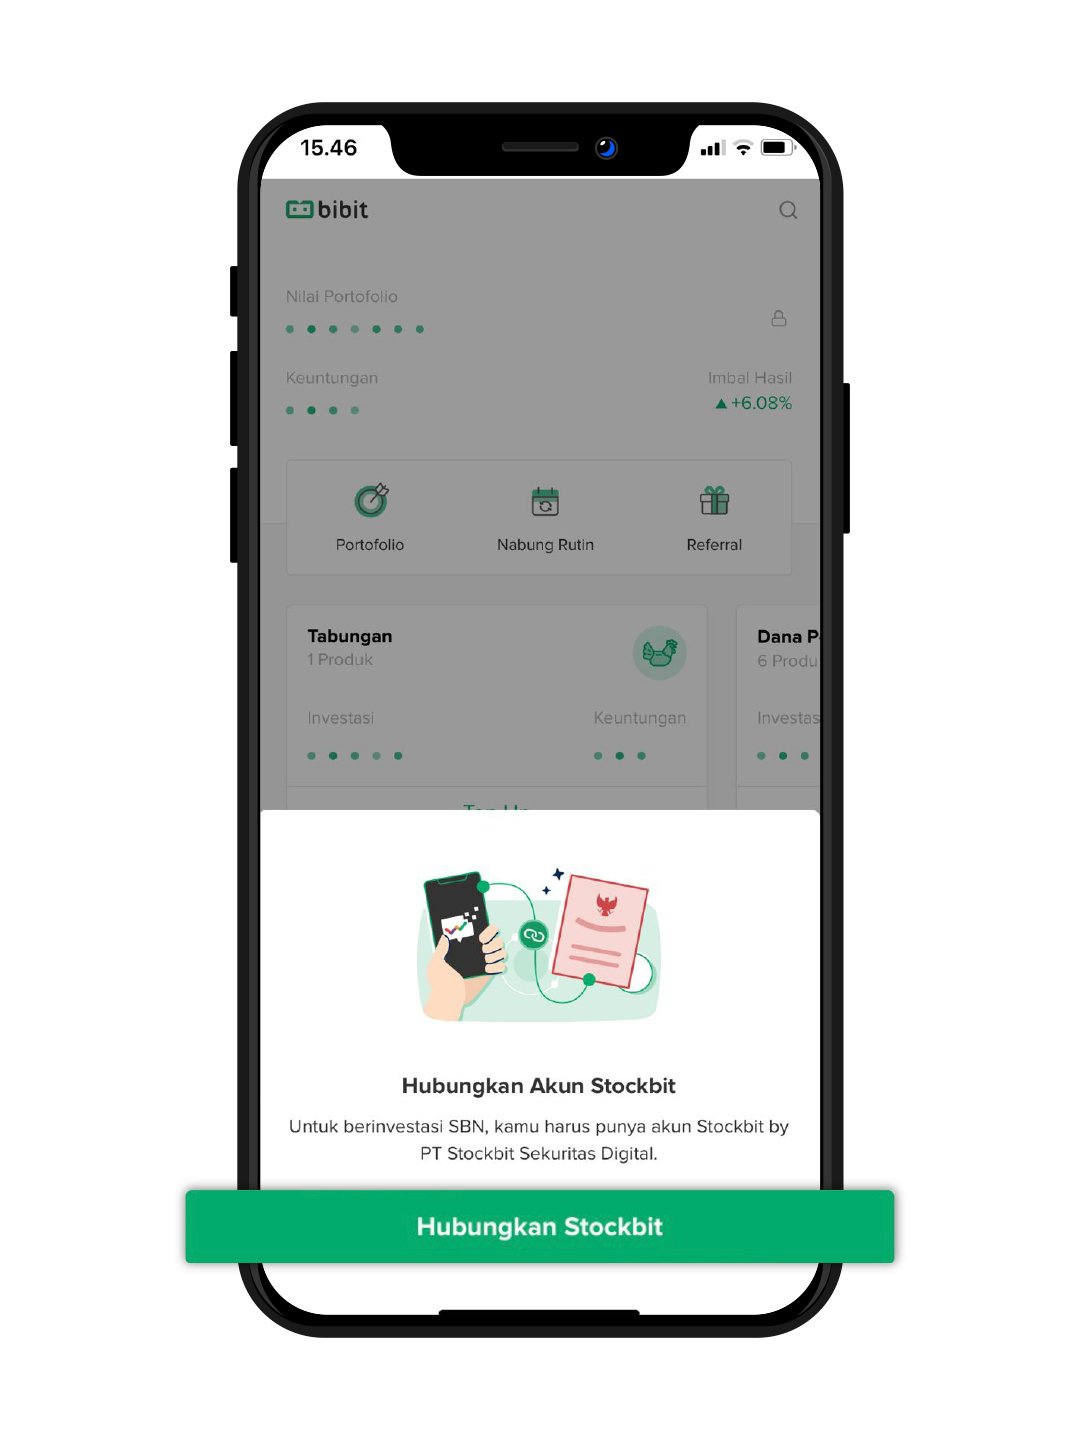 15.46
bibit
Nilai Portofolio
Keuntungan
Imbal Hasil
▲ +6.08%
Portofolio
Nabung Rutin
Referral
Tabungan
1 Produk
Investasi
Keuntungan
Dana P
6 Produ
Investas
Top Up
Hubungkan Akun Stockbit
Untuk berinvestasi SBN, kamu harus punya akun Stockbit by
PT Stockbit Sekuritas Digital.
Hubungkan Stockbit